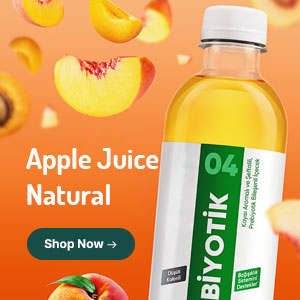 Apple Juice
Natural
Shop Now →
04
BİYOTİK
Kayısı Aromalı ve Şeftalili,
Prebiyotik Bileşenli İçecek
Düşük
Kalorili
Bağışıklık
Sistemini
Destekler